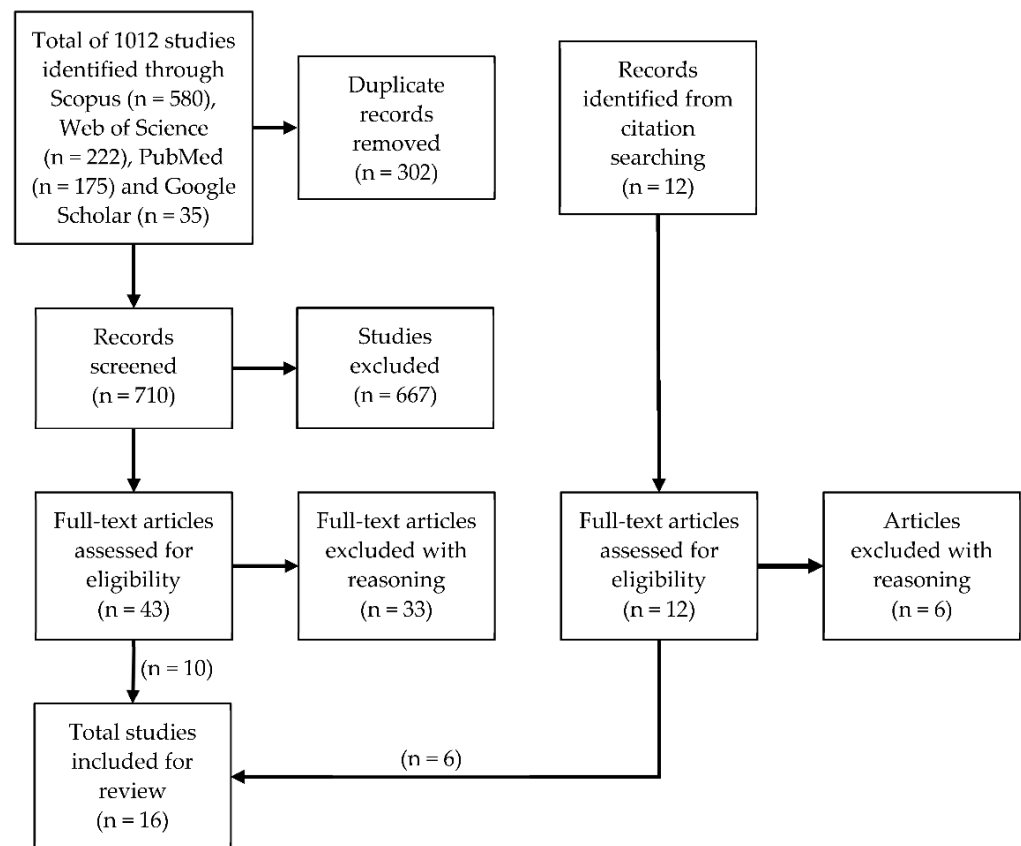 Total of 1012 studies
identified through
Scopus (n = 580),
Web of Science
(n = 222), PubMed
(n = 175) and Google
Scholar (n = 35)
Duplicate
records
removed
(n = 302)
Records
identified from
citation
searching
(n = 12)
Records
screened
(n = 710)
Studies
excluded
(n = 667)
Full-text articles
assessed for
eligibility
(n = 43)
Full-text articles
excluded with
reasoning
(n = 33)
Full-text articles
assessed for
eligibility
(n = 12)
Articles
excluded with
reasoning
(n = 6)
(n = 10)
Total studies
included for
review
(n = 16)
(n = 6)